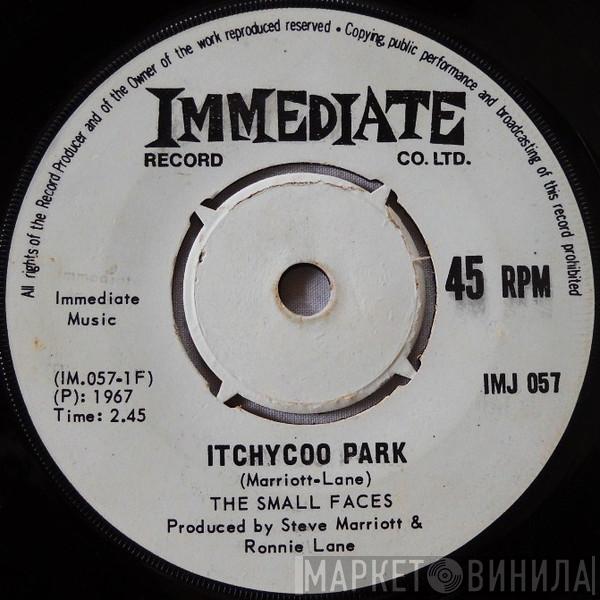 All rights of the Record Producer and of the Owner of the work reproduced reserved • Copying, public performance and broadcasting of this record prohibited
IMMEDIATE
RECORD CO. LTD.
45 RPM
Immediate
Music
(IM.057-1F)
(P): 1967
Time: 2.45
IMJ 057
ITCHYCOO PARK
(Marriott-Lane)
THE SMALL FACES
Produced by Steve Marriott &
Ronnie Lane
МАРКЕТ ВИНИЛА